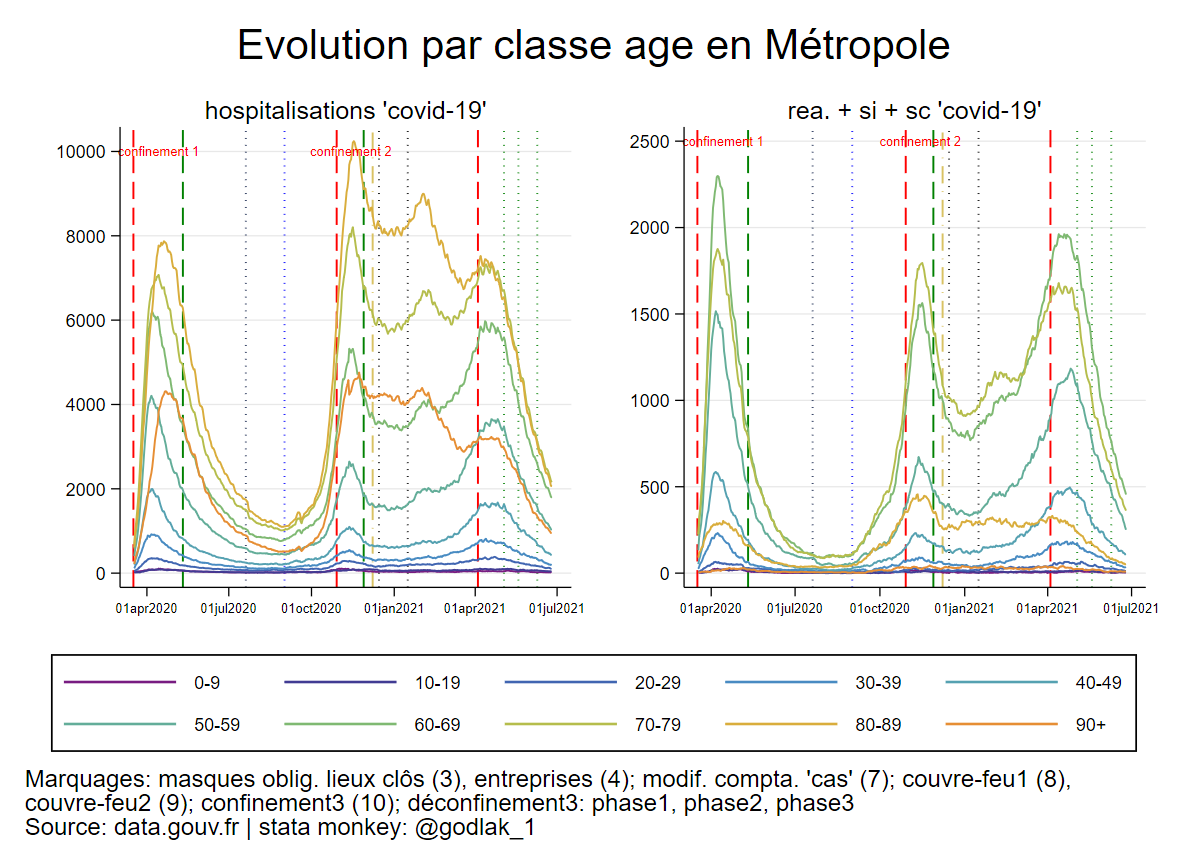 Evolution par classe age en Métropole
hospitalisations 'covid-19'
rea. + si + sc 'covid-19'
confinement 1
confinement 2
confinement 1
confinement 2
10000
8000
6000
4000
2000
0
2500
2000
1500
1000
500
0
01apr2020 01jul2020 01oct2020 01jan2021 01apr2021 01jul2021
01apr2020 01jul2020 01oct2020 01jan2021 01apr2021 01jul2021
0-9 10-19 20-29 30-39 40-49
50-59 60-69 70-79 80-89 90+
Marquages: masques oblig. lieux clôs (3), entreprises (4); modif. compta. 'cas' (7); couvre-feu1 (8),
couvre-feu2 (9); confinement3 (10); déconfinement3: phase1, phase2, phase3
Source: data.gouv.fr | stata monkey: @godlak_1